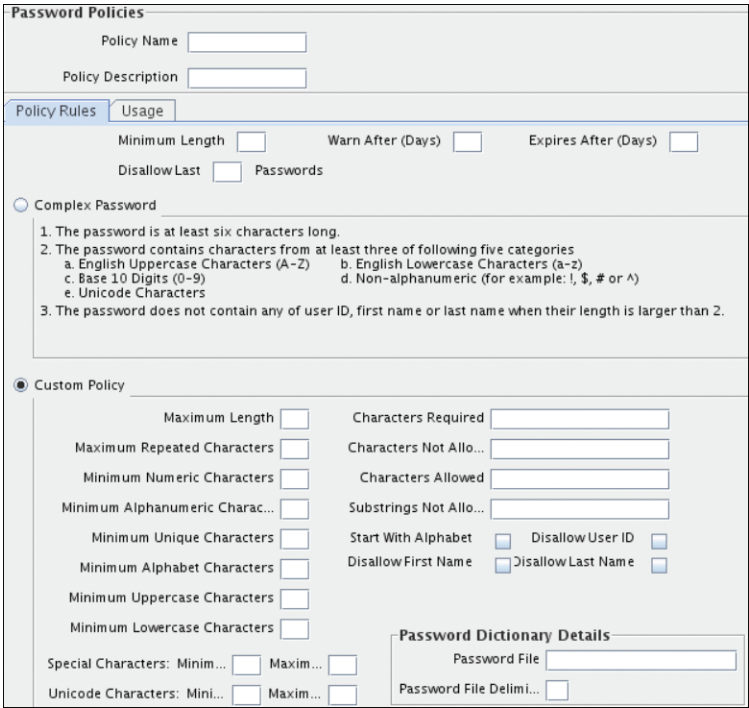 Password Policies
Policy Name
Policy Description
Policy Rules Usage
Minimum Length Warn After (Days) Expires After (Days)
Disallow Last Passwords
Complex Password
1. The password is at least six characters long.
2. The password contains characters from at least three of following five categories
a. English Uppercase Characters (A-Z) b. English Lowercase Characters (a-z)
c. Base 10 Digits (0-9) d. Non-alphanumeric (for example: !, $, # or ^)
e. Unicode Characters
3. The password does not contain any of user ID, first name or last name when their length is larger than 2.
Custom Policy
Maximum Length Characters Required
Maximum Repeated Characters Characters Not Allo...
Minimum Numeric Characters Characters Allowed
Minimum Alphanumeric Charac... Substrings Not Allo...
Minimum Unique Characters Start With Alphabet Disallow User ID
Minimum Alphabet Characters Disallow First Name Disallow Last Name
Minimum Uppercase Characters
Minimum Lowercase Characters
Special Characters: Minim... Maxim...
Unicode Characters: Mini... Maxim...
Password Dictionary Details
Password File
Password File Delimi...